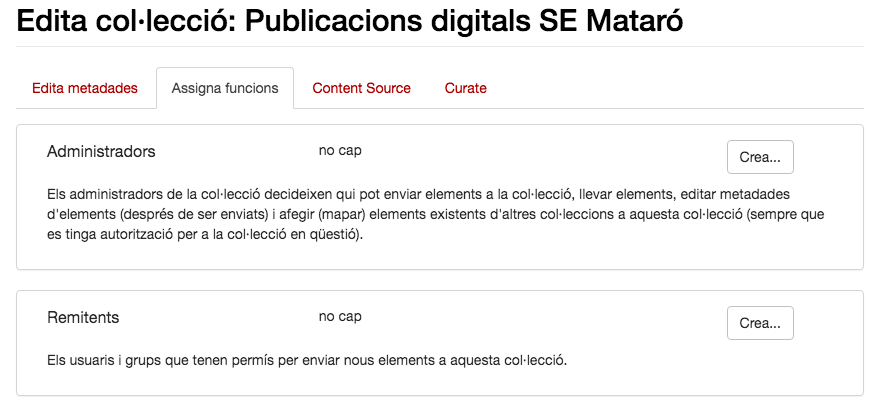 Edita col·lecció: Publicacions digitals SE Mataró
Edita metadades Assigna funcions Content Source Curate
Administradors no cap Crea...
Els administradors de la col·lecció decideixen qui pot enviar elements a la col·lecció, llevar elements, editar metadades
d'elements (després de ser enviats) i afegir (mapar) elements existents d'altres col·leccions a aquesta col·lecció (sempre que
es tinga autorització per a la col·lecció en qüestió).
Remitents no cap Crea...
Els usuaris i grups que tenen permís per enviar nous elements a aquesta col·lecció.